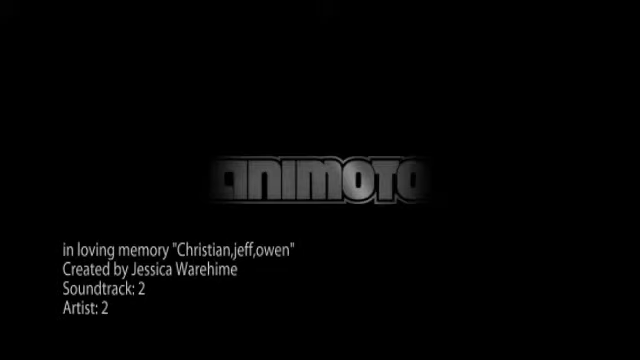 ANIMOTO
in loving memory "Christian,jeff,owen"
Created by Jessica Warehime
Soundtrack: 2
Artist: 2